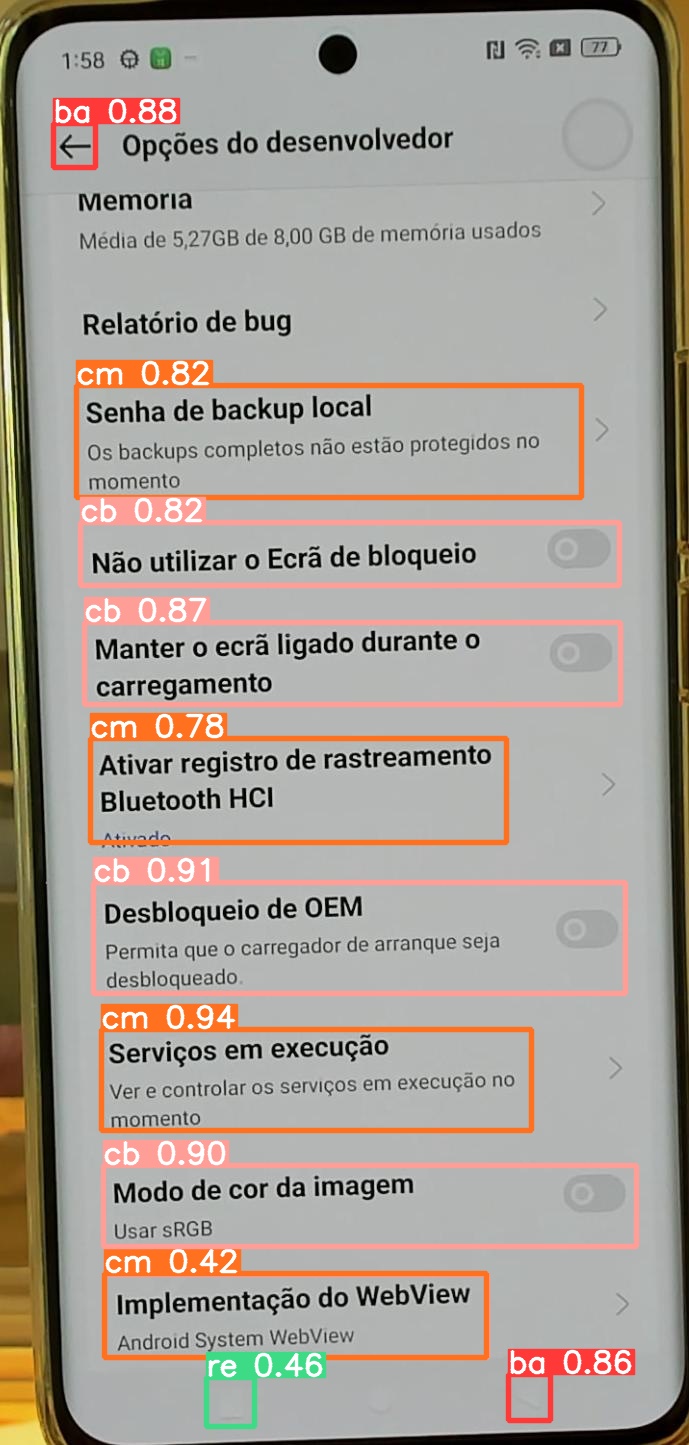 1:58
77
ba 0.88
Opções do desenvolvedor
Memória
Média de 5,27GB de 8,00 GB de memória usados
Relatório de bug
cm 0.82
Senha de backup local
Os backups completos não estão protegidos no
momento
cb 0.82
Não utilizar o Ecrã de bloqueio
cb 0.87
Manter o ecrã ligado durante o
carregamento
cm 0.78
Ativar registro de rastreamento
Bluetooth HCI
Ativado
cb 0.91
Desbloqueio de OEM
Permita que o carregador de arranque seja
desbloqueado.
cm 0.94
Serviços em execução
Ver e controlar os serviços em execução no
momento
cb 0.90
Modo de cor da imagem
Usar sRGB
cm 0.42
Implementação do WebView
Android System WebView
re 0.46
ba 0.86